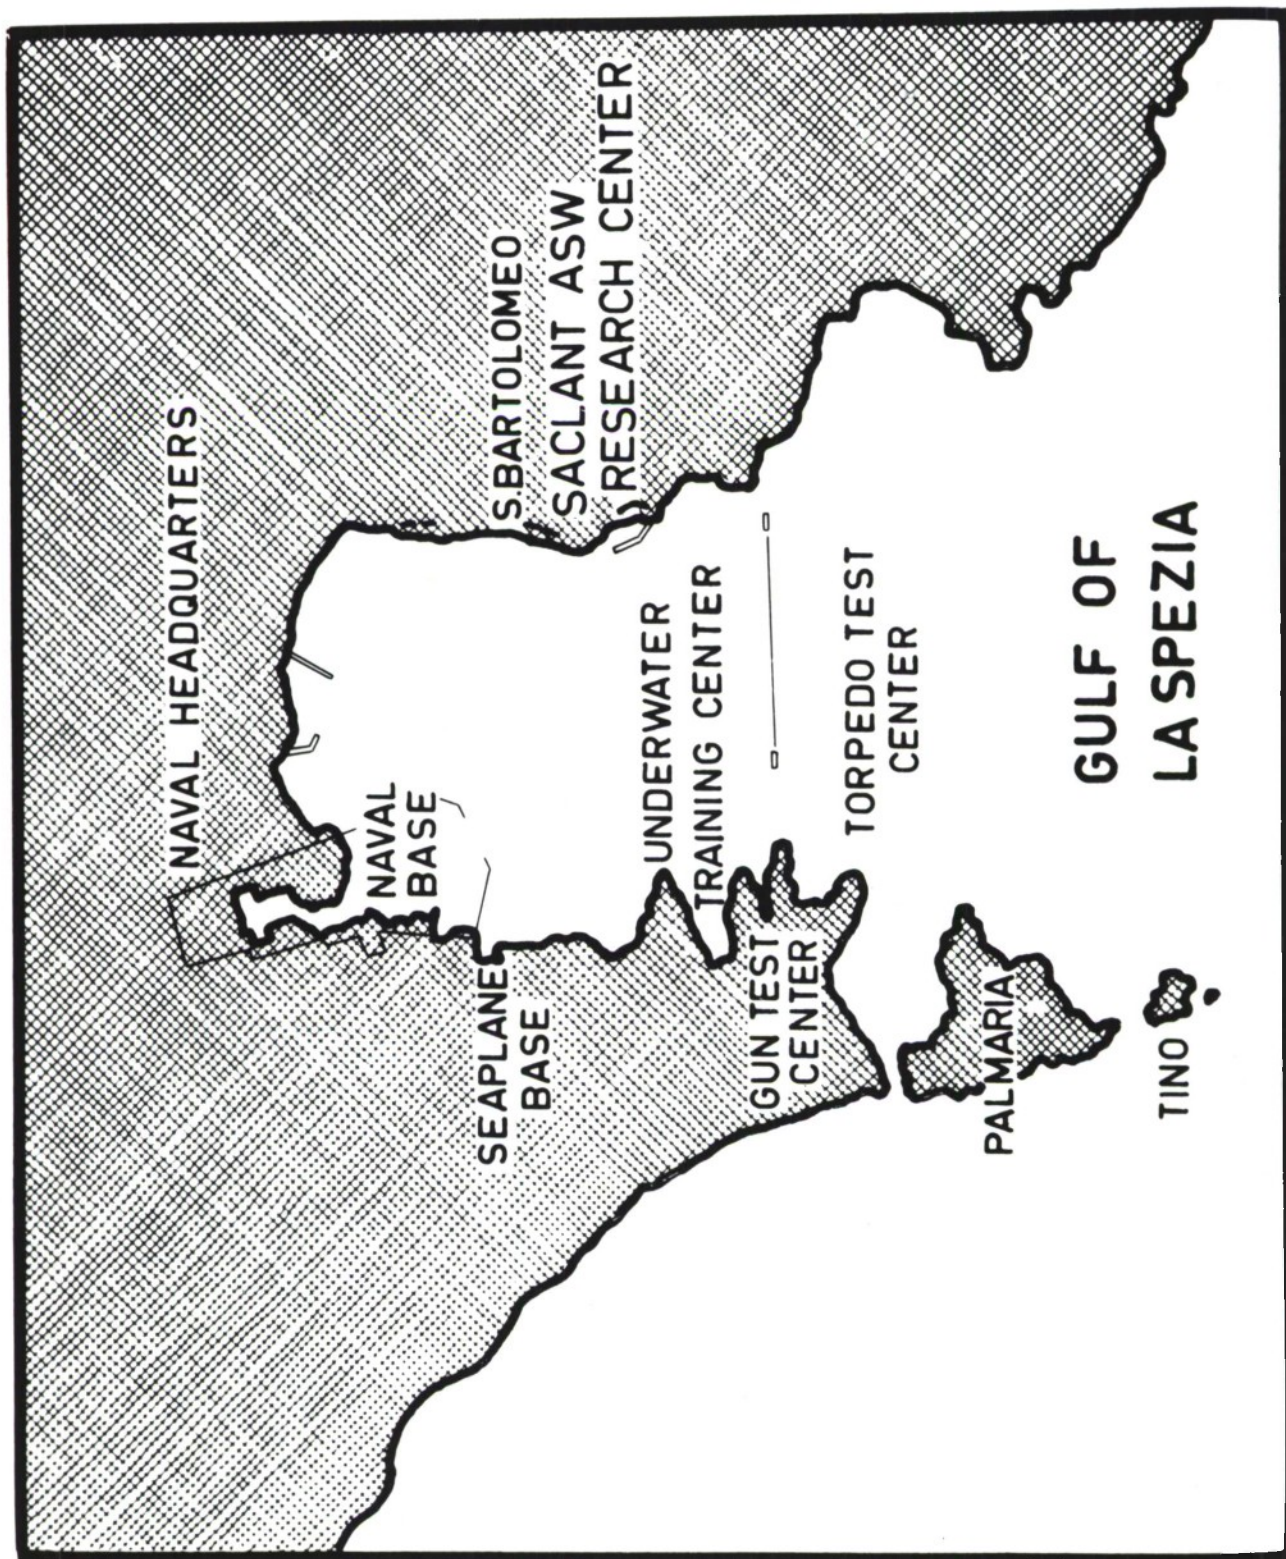 NAVAL HEADQUARTERS
NAVAL
BASE
S.BARTOLOMEO
SACLANT ASW
RESEARCH CENTER
SEAPLANE
BASE
UNDERWATER
TRAINING CENTER
GUN TEST
CENTER
TORPEDO TEST
CENTER
PALMARIA
GULF OF
LA SPEZIA
TINO